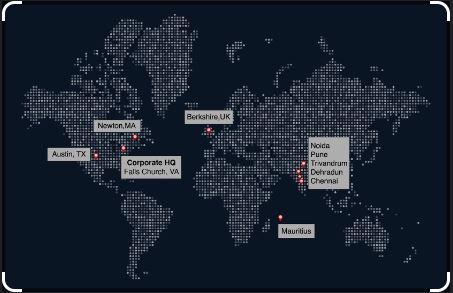 Newton,MA
Berkshire,UK
Austin, TX
Corporate HQ
Falls Church, VA
Noida
Pune
Trivandrum
Dehradun
Chennai
Mauritius